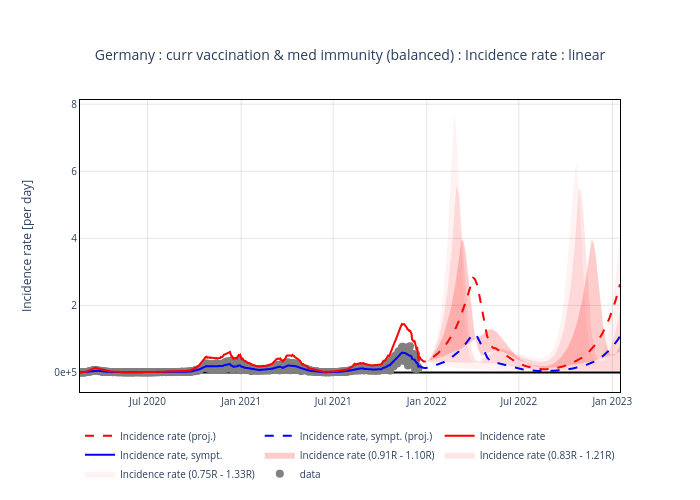 Germany : curr vaccination & med immunity (balanced) : Incidence rate : linear
8
6
4
2
0e+5
Incidence rate [per day]
Jul 2020
Jan 2021
Jul 2021
Jan 2022
Jul 2022
Jan 2023
Incidence rate (proj.)
Incidence rate, sympt. (proj.)
Incidence rate
Incidence rate, sympt.
Incidence rate (0.91R - 1.10R)
Incidence rate (0.83R - 1.21R)
Incidence rate (0.75R - 1.33R)
data